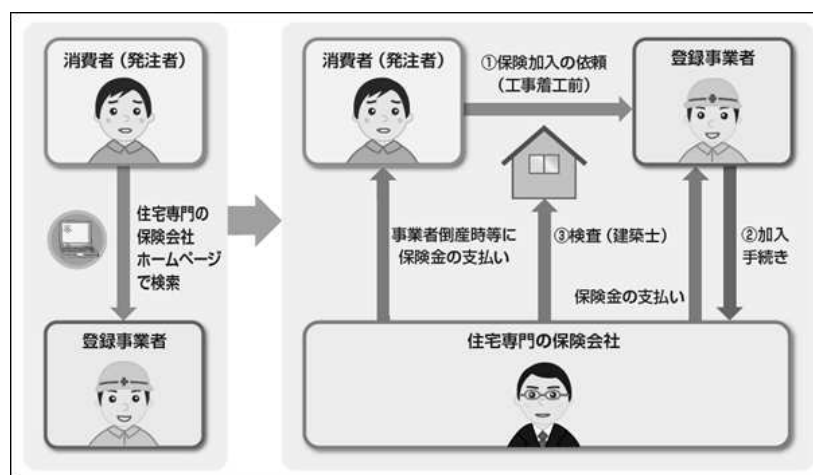 消費者（発注者）
住宅専門の
保険会社
ホームページ
で検索
登録事業者
消費者（発注者）
①保険加入の依頼
（工事着工前）
登録事業者
事業者倒産時等に
保険金の支払い
③検査（建築士）
保険金の支払い
②加入
手続き
住宅専門の保険会社